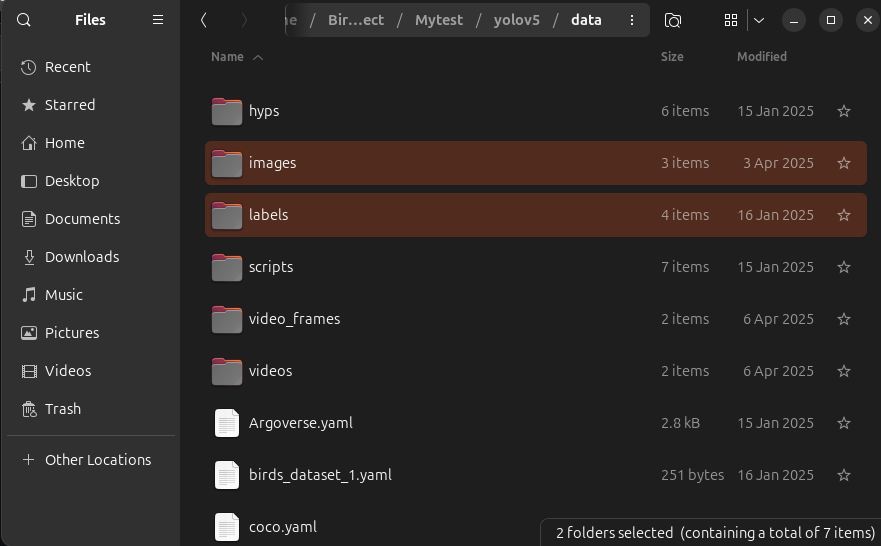 Files
ne / Bir…ect / Mytest / yolov5 / data
Name Size Modified
Recent
Starred
Home
Desktop
Documents
Downloads
Music
Pictures
Videos
Trash
Other Locations
hyps 6 items 15 Jan 2025
images 3 items 3 Apr 2025
labels 4 items 16 Jan 2025
scripts 7 items 15 Jan 2025
video_frames 2 items 6 Apr 2025
videos 2 items 6 Apr 2025
Argoverse.yaml 2.8 kB 15 Jan 2025
birds_dataset_1.yaml 251 bytes 16 Jan 2025
coco.yaml
2 folders selected (containing a total of 7 items)